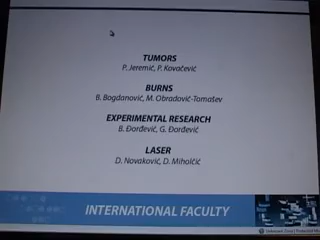 TUMORS
P. Jeremić, P. Kovačević
BURNS
B. Bogdanović, M. Obradović-Tomašev
EXPERIMENTAL RESEARCH
B. Đorđević, G. Đorđević
LASER
D. Novaković, D. Miholčić
INTERNATIONAL FACULTY